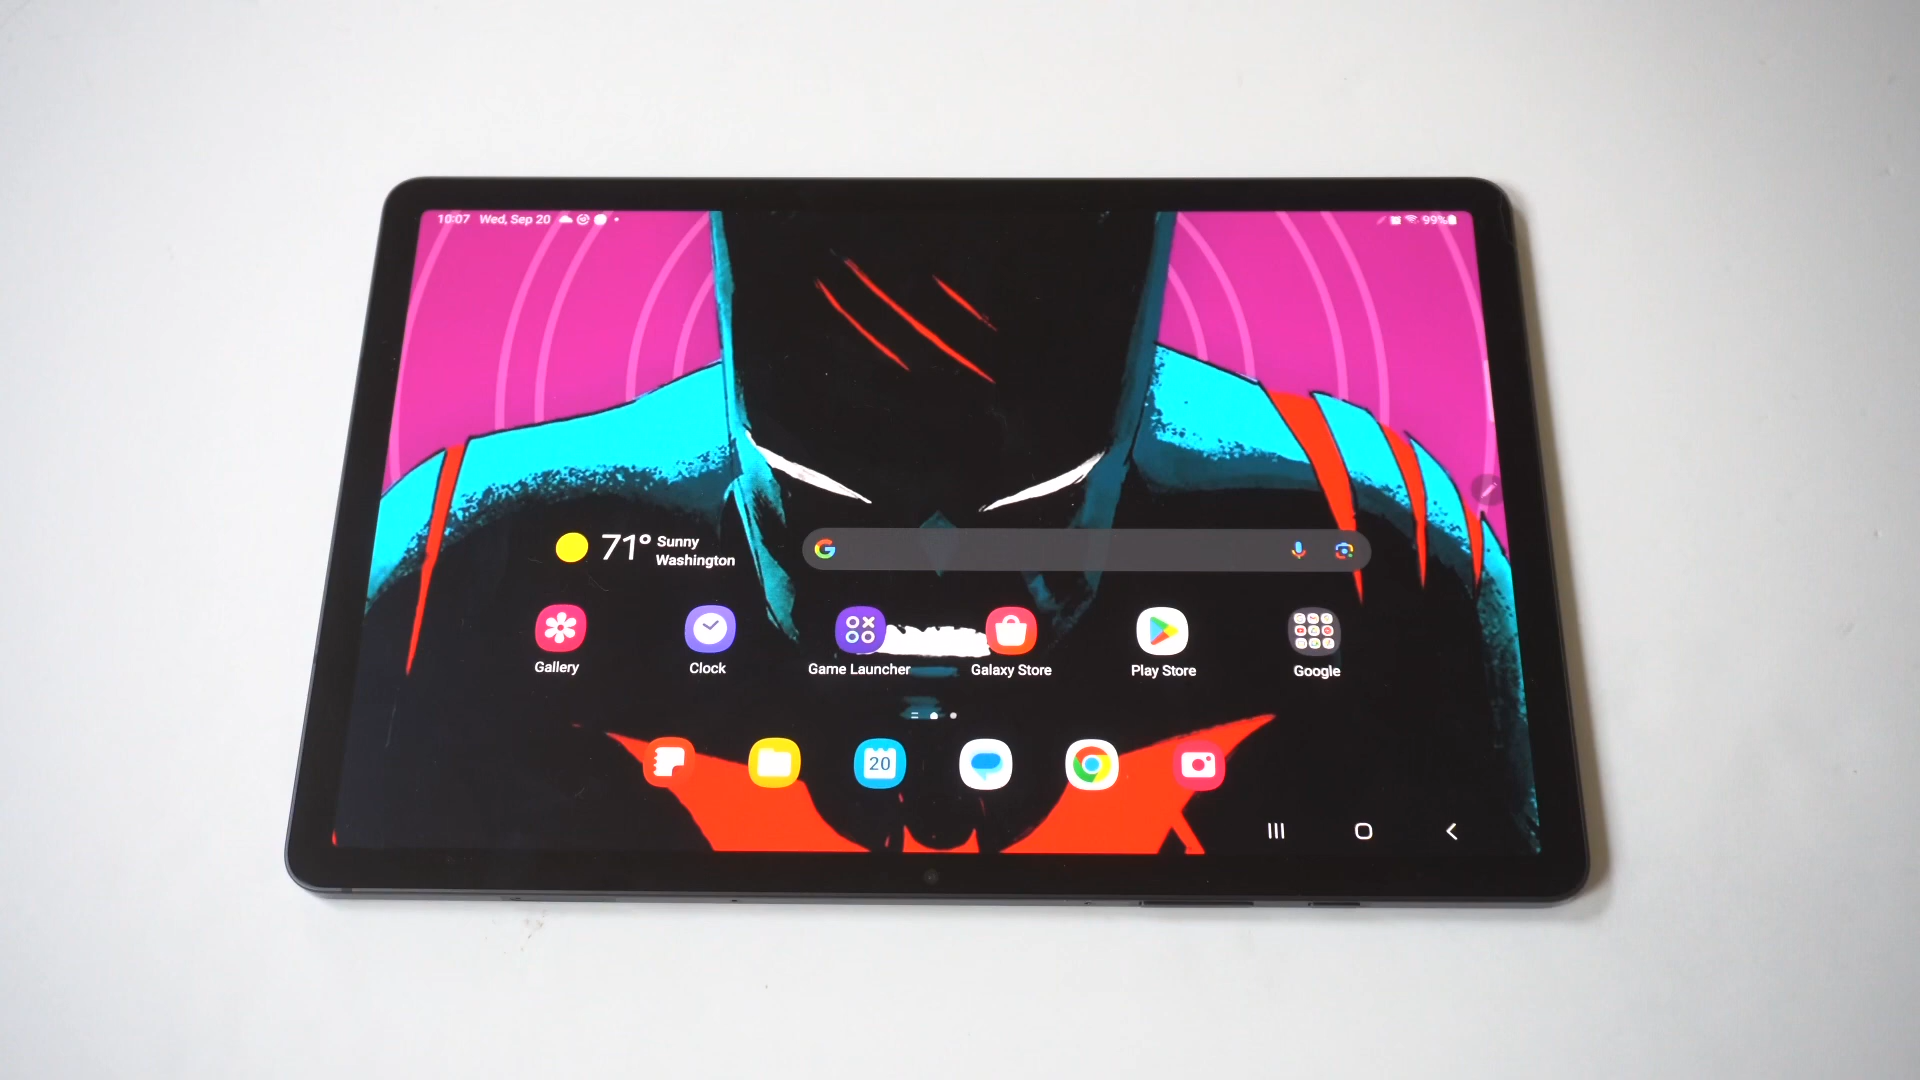 10:07 Wed, Sep 20
99%
71° Sunny
Washington
Gallery
Clock
Game Launcher
Galaxy Store
Play Store
Google
20